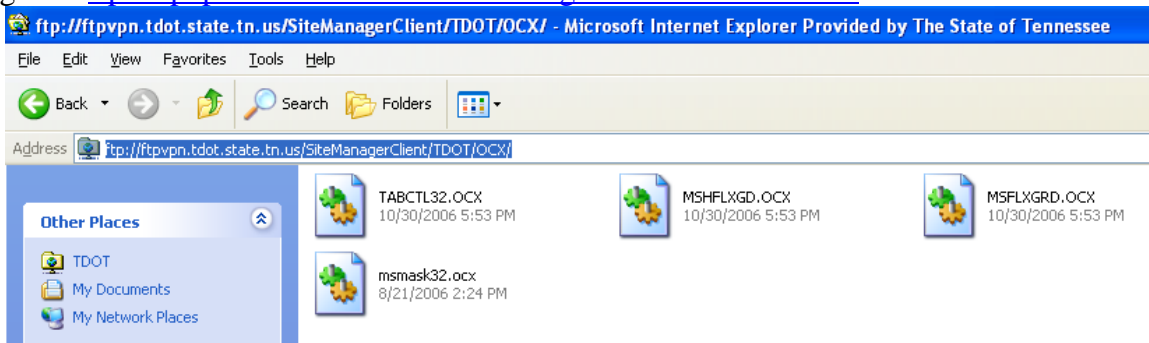 ftp://ftpvpn.tdot.state.tn.us/SiteManagerClient/TDOT/OCX/ - Microsoft Internet Explorer Provided by The State of Tennessee
File Edit View Favorites Tools Help
Back Search Folders
Address ftp://ftpvpn.tdot.state.tn.us/SiteManagerClient/TDOT/OCX/
Other Places
TDOT
My Documents
My Network Places
TABCTL32.OCX
10/30/2006 5:53 PM
MSHFLXGD.OCX
10/30/2006 5:53 PM
MSFLXGRD.OCX
10/30/2006 5:53 PM
msmask32.ocx
8/21/2006 2:24 PM